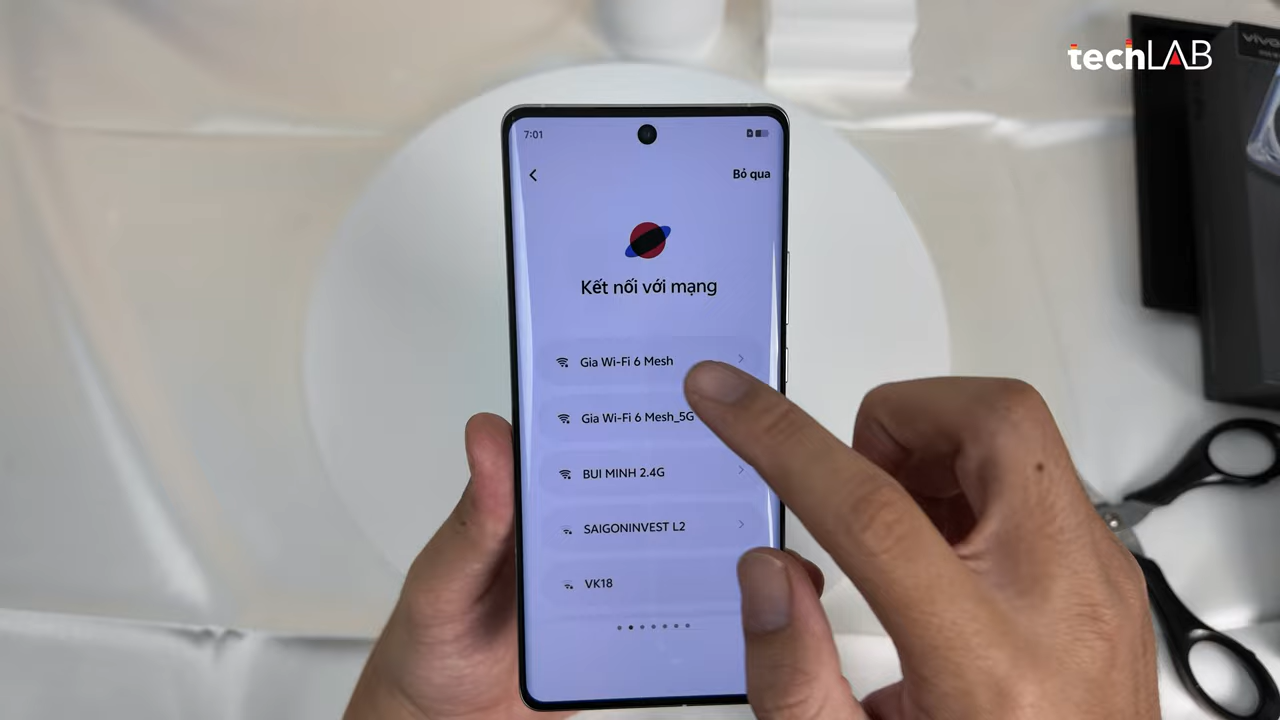 techLAB
vivo
7:01
Bỏ qua
Kết nối với mạng
Gia Wi-Fi 6 Mesh
Gia Wi-Fi 6 Mesh_5G
BUI MINH 2.4G
SAIGONINVEST L2
VK18